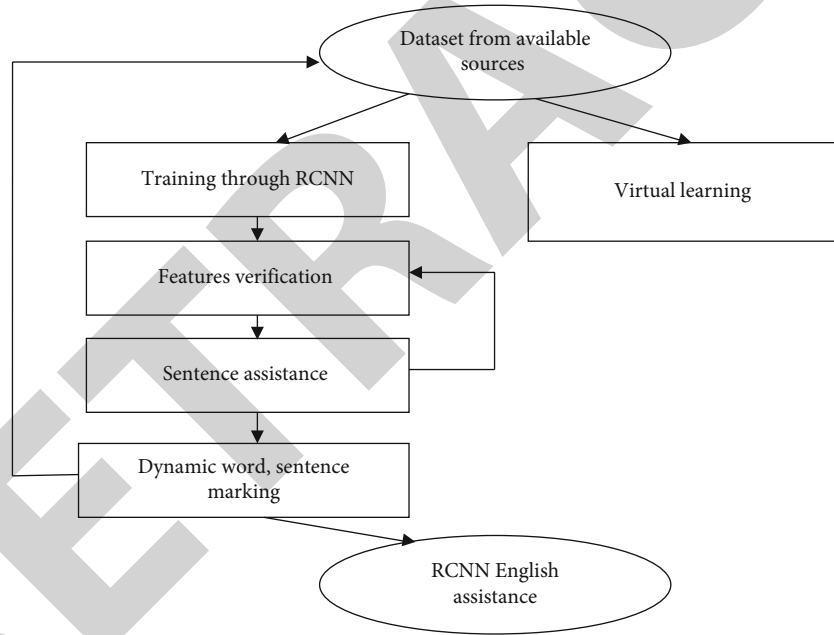 Dataset from available
sources
Training through RCNN
Virtual learning
Features verification
Sentence assistance
Dynamic word, sentence
marking
RCNN English
assistance
ETRAC